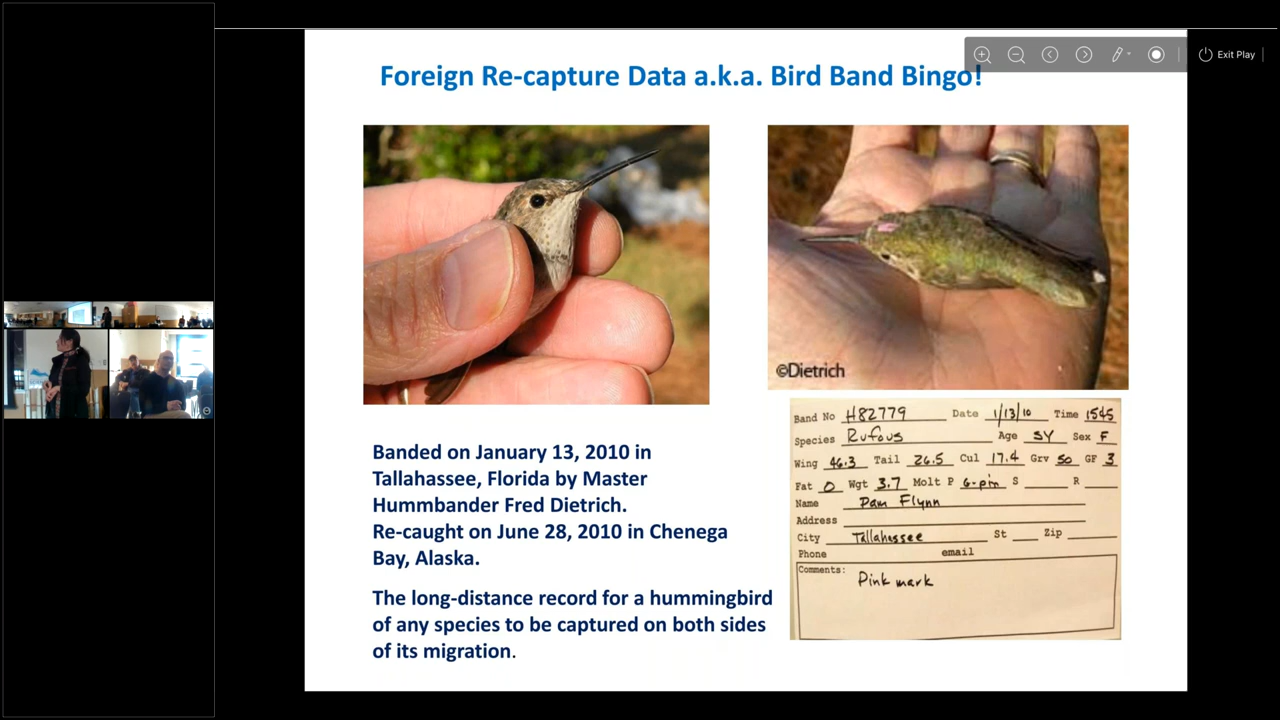 Exit Play
Foreign Re-capture Data a.k.a. Bird Band Bingo!
©Dietrich
Banded on January 13, 2010 in
Tallahassee, Florida by Master
Hummbander Fred Dietrich.
Re-caught on June 28, 2010 in Chenega
Bay, Alaska.
The long-distance record for a hummingbird
of any species to be captured on both sides
of its migration.
Band No H82779 Date 1/13/10 Time 1545
Species Rufous Age SY Sex F
Wing 46.3 Tail 26.5 Cul 17.4 Grv 50 GF 3
Fat 0 Wgt 3.7 Molt P 6-pin S R
Name Pam Flynn
Address
City Tallahassee St Zip
Phone email
Comments: Pink mark